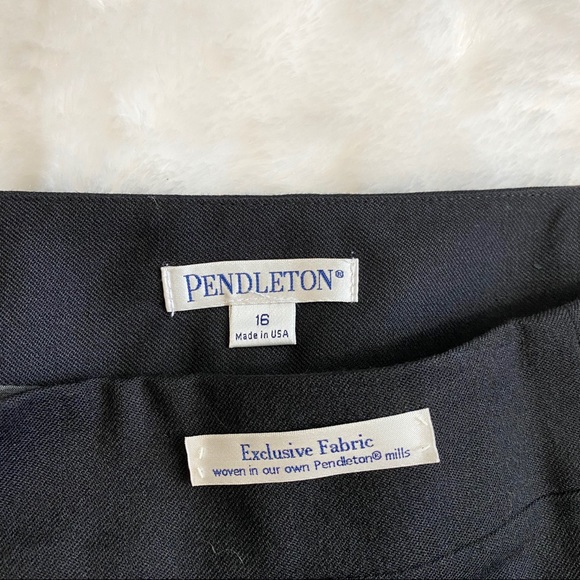 PENDLETON®
16
Made in USA
Exclusive Fabric
woven in our own Pendleton® mills